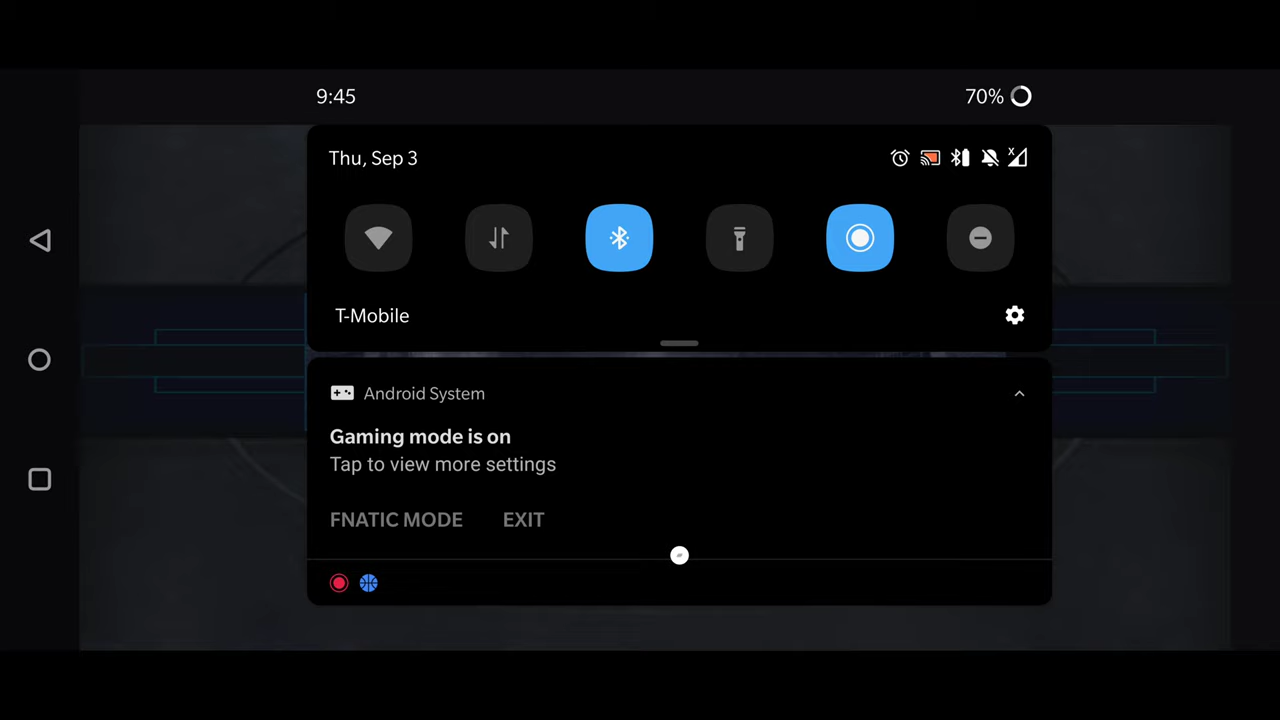 9:45
70%
Thu, Sep 3
T-Mobile
Android System
Gaming mode is on
Tap to view more settings
FNATIC MODE EXIT